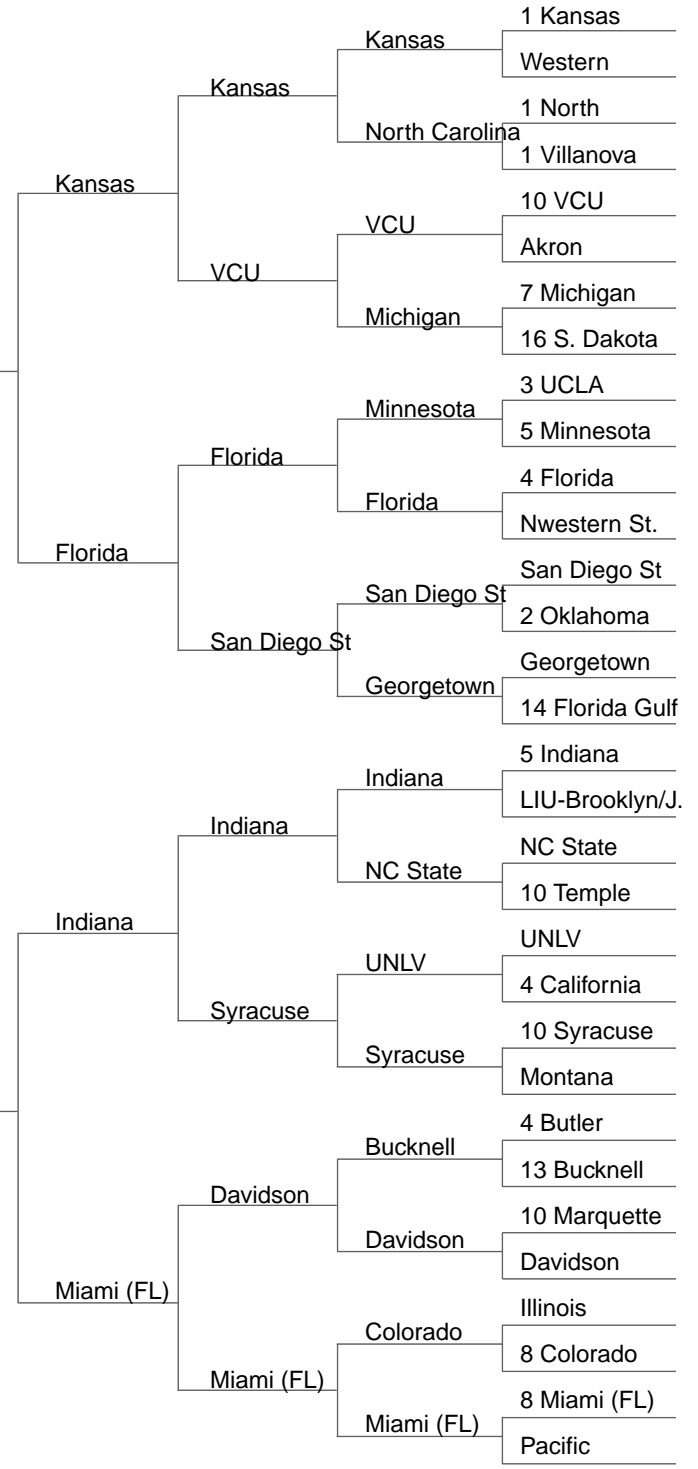 1 Kansas
Kansas
Western
Kansas
1 North
North Carolina
1 Villanova
Kansas
10 VCU
VCU
Akron
VCU
7 Michigan
Michigan
16 S. Dakota
3 UCLA
Minnesota
5 Minnesota
Florida
4 Florida
Florida
Nwestern St.
Florida
San Diego St
San Diego St
2 Oklahoma
San Diego St
Georgetown
Georgetown
14 Florida Gulf
5 Indiana
Indiana
LIU-Brooklyn/J.
Indiana
NC State
NC State
10 Temple
Indiana
UNLV
UNLV
4 California
Syracuse
10 Syracuse
Syracuse
Montana
4 Butler
Bucknell
13 Bucknell
Davidson
10 Marquette
Davidson
Davidson
Miami (FL)
Illinois
Colorado
8 Colorado
Miami (FL)
8 Miami (FL)
Miami (FL)
Pacific